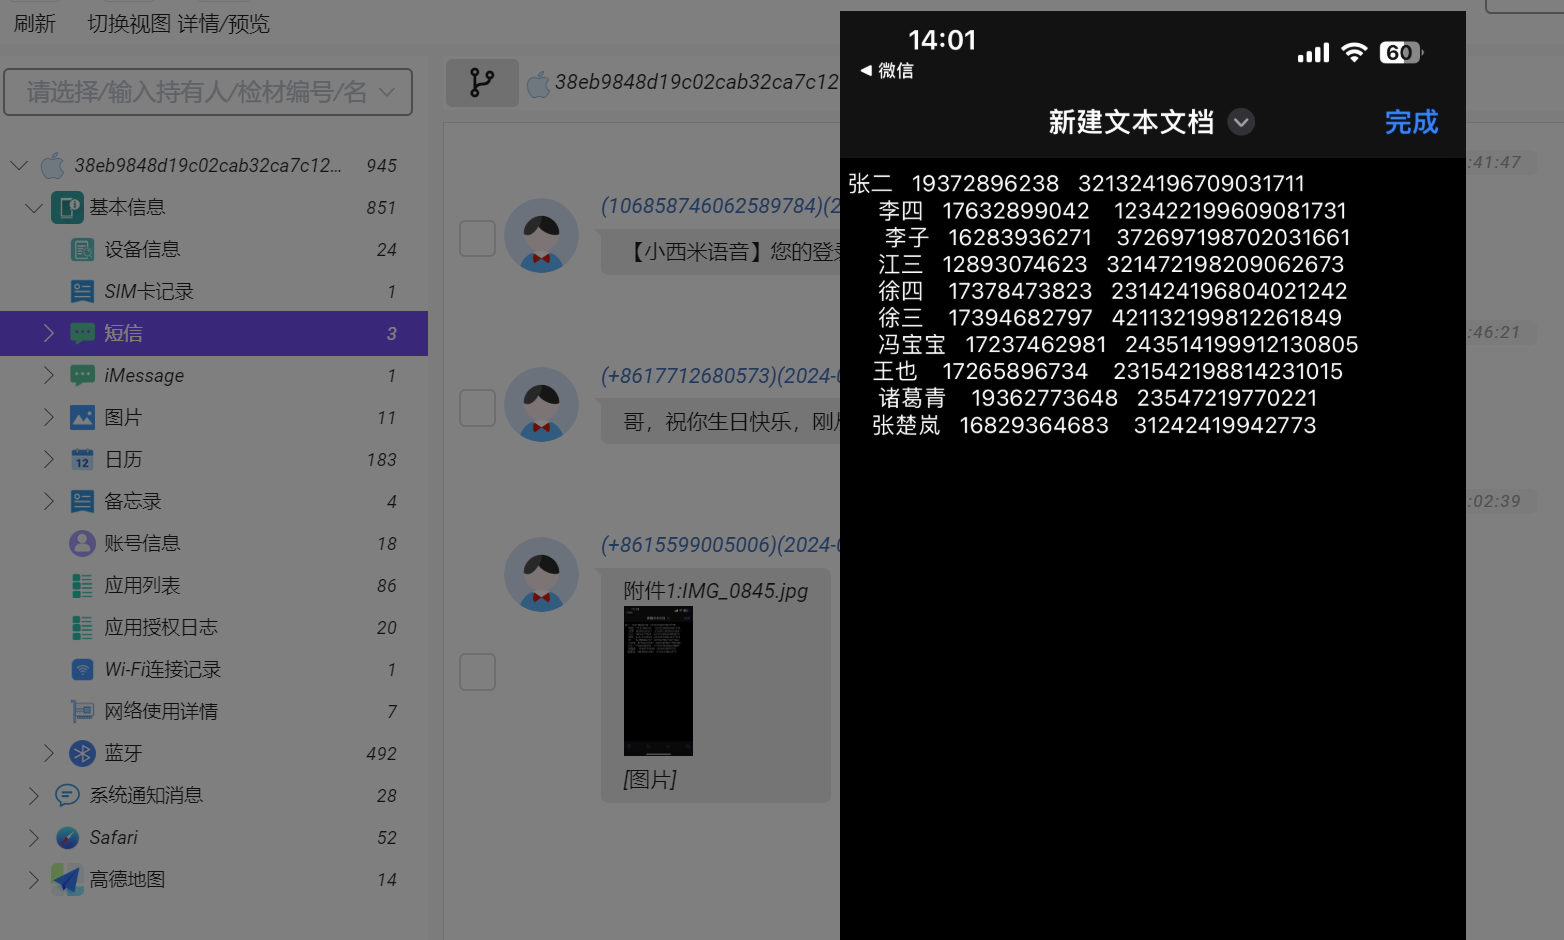 刷新 切换视图 详情/预览
请选择/输入持有人/检材编号/名
38eb9848d19c02cab32ca7c12... 945
基本信息 851
设备信息 24
SIM卡记录 1
短信 3
iMessage 1
图片 11
日历 183
备忘录 4
账号信息 18
应用列表 86
应用授权日志 20
Wi-Fi连接记录 1
网络使用详情 7
蓝牙 492
系统通知消息 28
Safari 52
高德地图 14
38eb9848d19c02cab32ca7c12
(106858746062589784)(2
【小西米语音】您的登录
:41:47
(+8617712680573)(2024-0
哥，祝你生日快乐，刚
:46:21
(+8615599005006)(2024-0
:02:39
附件1:IMG_0845.jpg
[图片]
14:01
60
微信
新建文本文档 完成
张二 19372896238 321324196709031711
李四 17632899042 123422199609081731
李子 16283936271 372697198702031661
江三 12893074623 321472198209062673
徐四 17378473823 231424196804021242
徐三 17394682797 421132199812261849
冯宝宝 17237462981 243514199912130805
王也 17265896734 231542198814231015
诸葛青 19362773648 23547219770221
张楚岚 16829364683 31242419942773